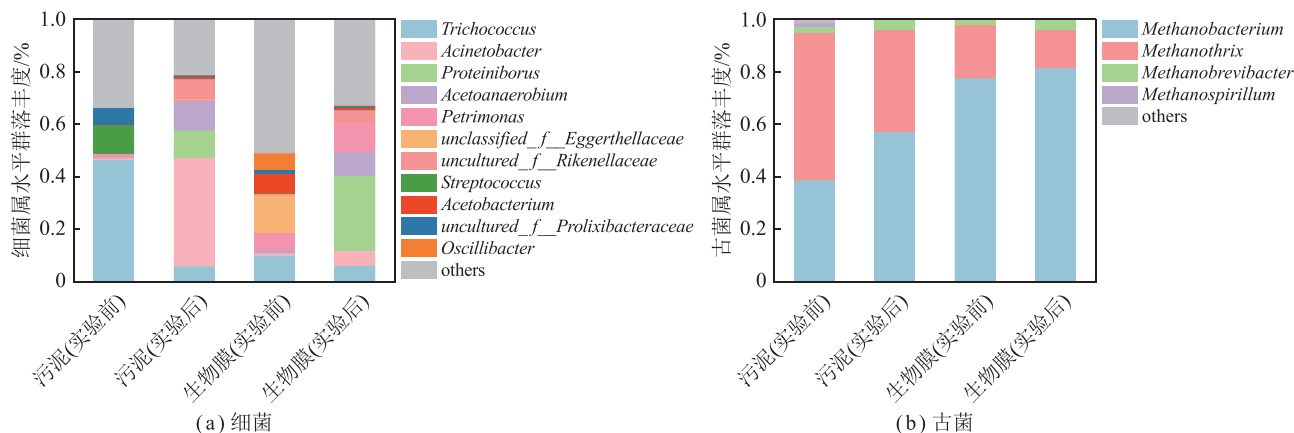 细菌属水平群落丰度/%
1.0
0.8
0.6
0.4
0.2
0
污泥(实验前)
污泥(实验后)
生物膜(实验前)
生物膜(实验后)
Trichococcus
Acinetobacter
Proteiniborus
Acetoanaerobium
Petrimonas
unclassified_f__Eggerthellaceae
uncultured_f__Rikenellaceae
Streptococcus
Acetobacterium
uncultured_f__Prolixibacteraceae
Oscillibacter
others
(a) 细菌
古菌属水平群落丰度/%
1.0
0.8
0.6
0.4
0.2
0
污泥(实验前)
污泥(实验后)
生物膜(实验前)
生物膜(实验后)
Methanobacterium
Methanothrix
Methanobrevibacter
Methanospirillum
others
(b) 古菌